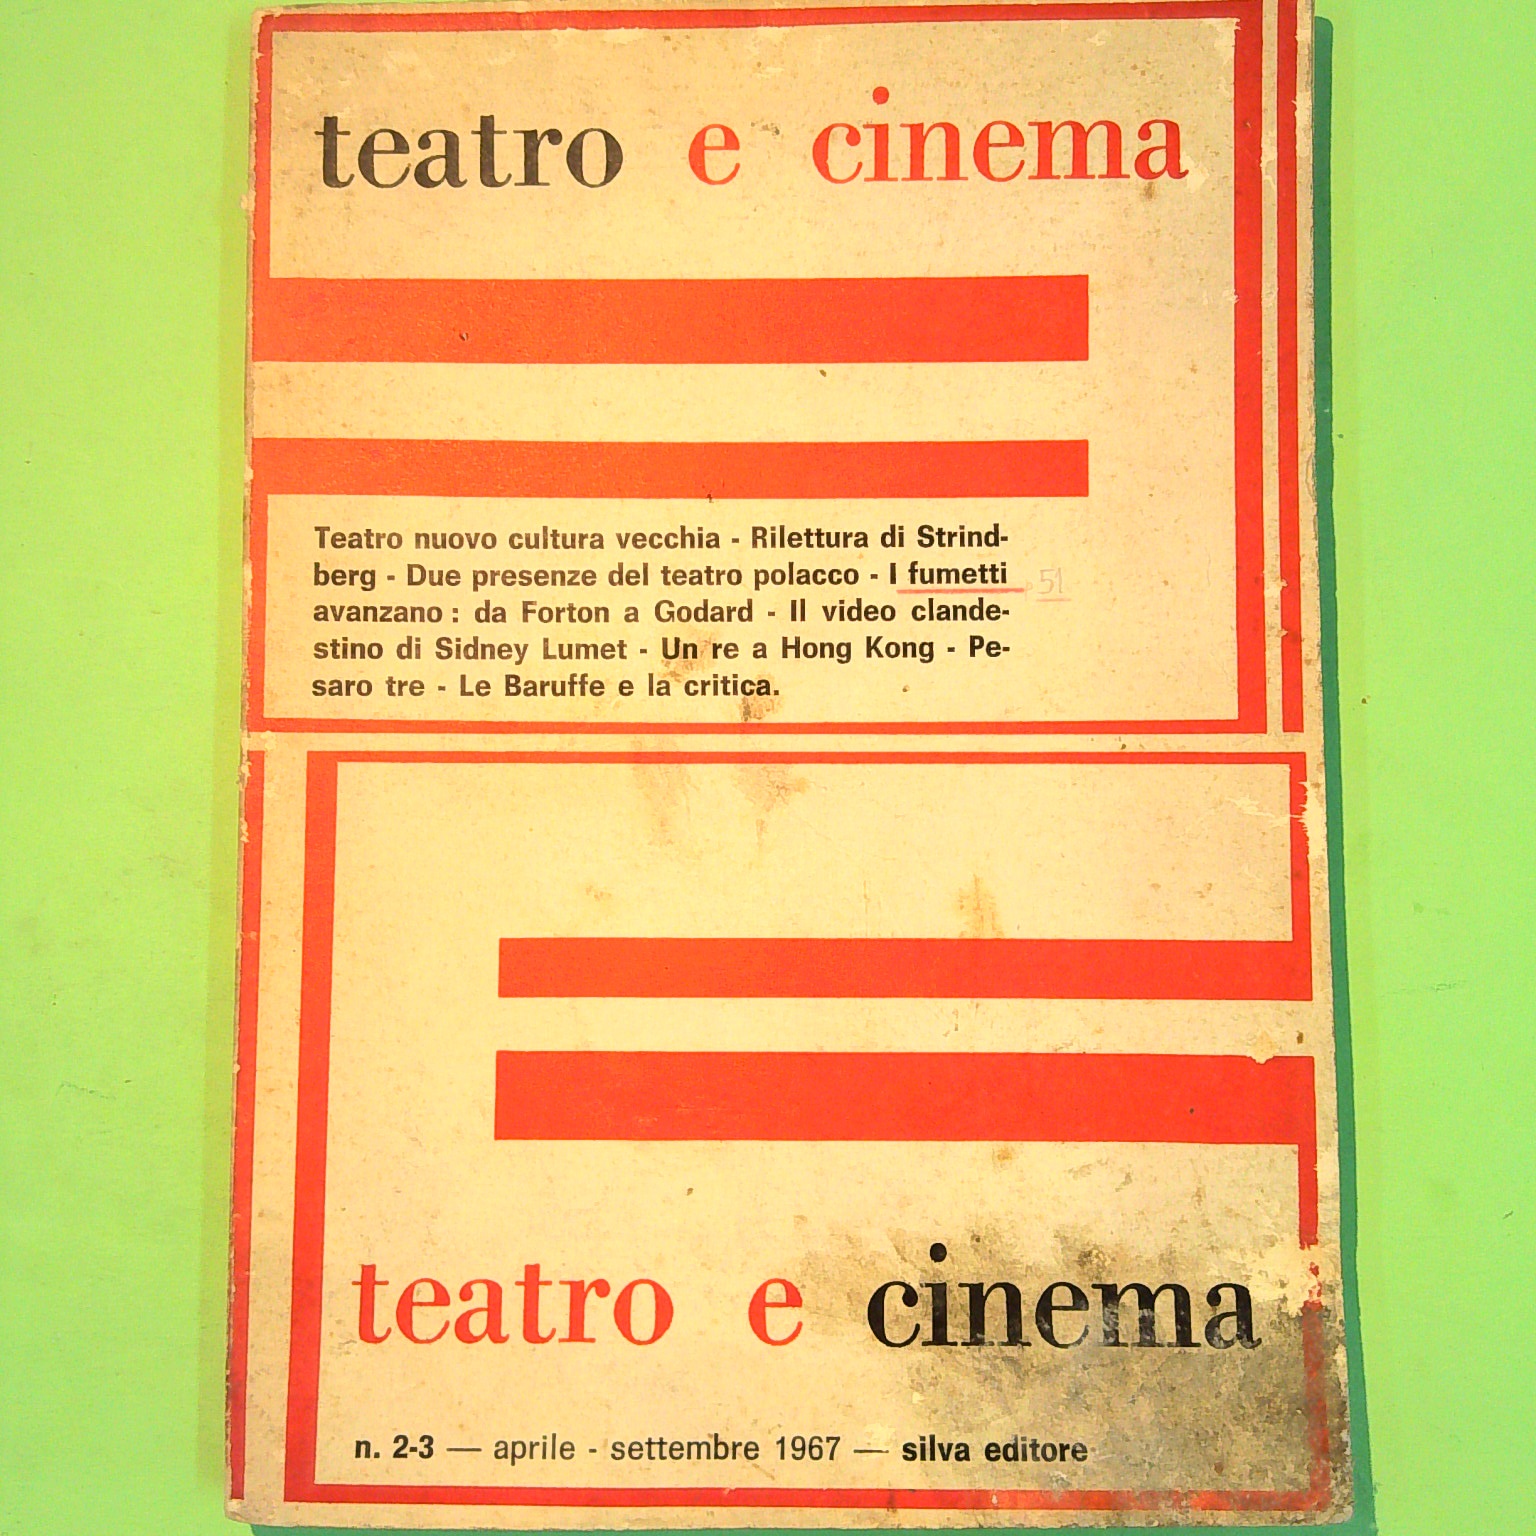 teatro e cinema
Teatro nuovo cultura vecchia - Rilettura di Strind-
berg - Due presenze del teatro polacco - I fumetti 51
avanzano : da Forton a Godard - Il video clande-
stino di Sidney Lumet - Un re a Hong Kong - Pe-
saro tre - Le Baruffe e la critica.
teatro e cinema
n. 2-3 — aprile - settembre 1967 — silva editore